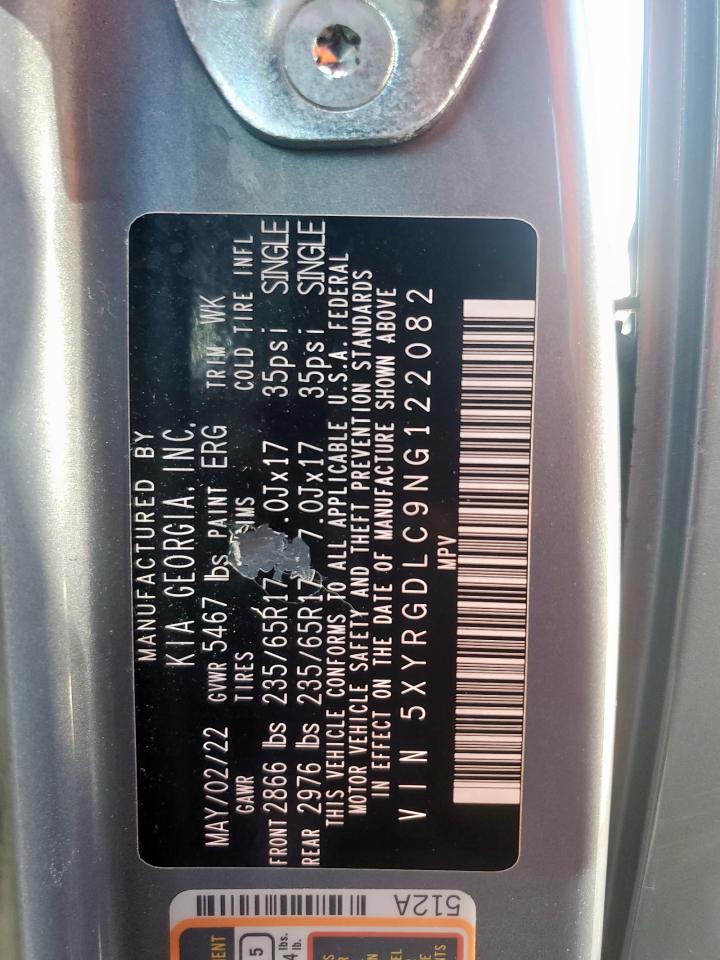 MANUFACTURED BY
KIA GEORGIA, INC.
MAY/02/22 GVWR 5467 lbs PAINT ERG TRIM WK
GAWR TIRES COLD TIRE INFL
FRONT 2866 lbs 235/65R17 7.0Jx17 35psi SINGLE
REAR 2976 lbs 235/65R17 7.0Jx17 35psi SINGLE
THIS VEHICLE CONFORMS TO ALL APPLICABLE U.S.A. FEDERAL
MOTOR VEHICLE SAFETY AND THEFT PREVENTION STANDARDS
IN EFFECT ON THE DATE OF MANUFACTURE SHOWN ABOVE
VIN 5XYRGDLC9NG122082
MPV
512A
5